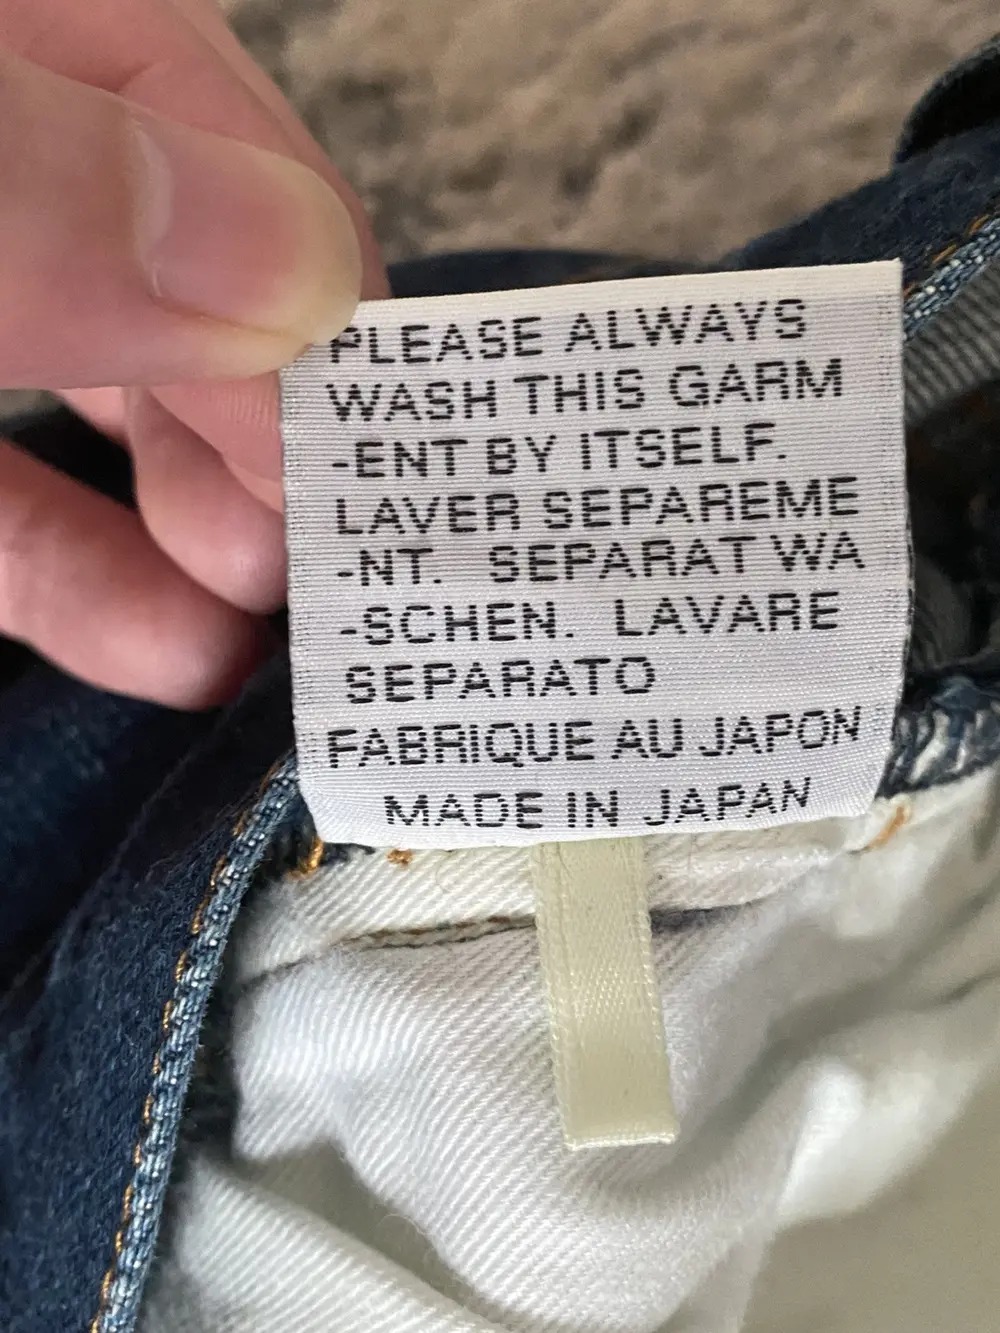 PLEASE ALWAYS
WASH THIS GARM
-ENT BY ITSELF.
LAVER SEPAREME
-NT. SEPARAT WA
-SCHEN. LAVARE
SEPARATO
FABRIQUE AU JAPON
MADE IN JAPAN